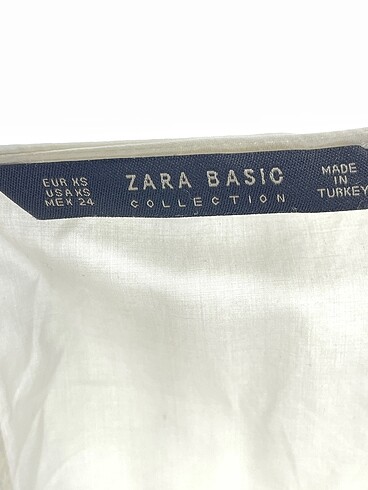 EUR XS
USA XS
MEX 24
ZARA BASIC
COLLECTION
MADE
IN
TURKEY